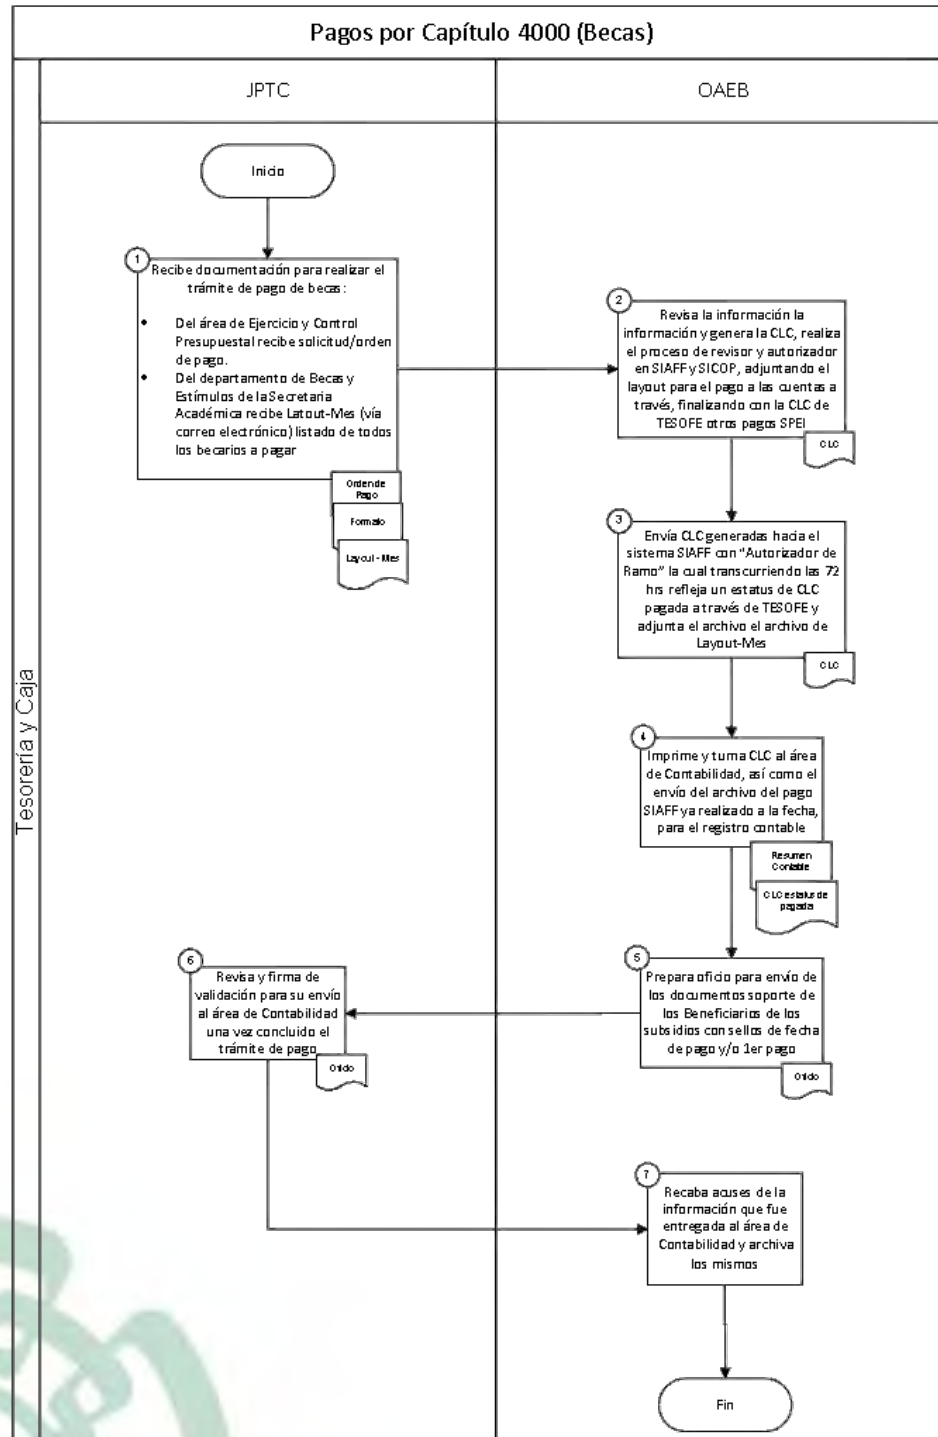 Pagos por Capítulo 4000 (Becas)
JPTC
OAEB
Tesorería y Caja
Inicio
1
Recibe documentación para realizar el
trámite de pago de becas:
• Del área de Ejercicio y Control
Presupuestal recibe solicitud/orden
de pago.
• Del departamento de Becas y
Estímulos de la Secretaria
Académica recibe Latout-Mes (vía
correo electrónico) listado de todos
los becarios a pagar
Orden de
Pago
Formato
Layout - Mes
2
Revisa la información la
información y genera la CLC, realiza
el proceso de revisor y autorizador
en SIAFF y SICOP, adjuntando el
layout para el pago a las cuentas a
través, finalizando con la CLC de
TESOFE otros pagos SPEI
CLC
3
Envía CLC generadas hacia el
sistema SIAFF con "Autorizador de
Ramo" la cual transcurriendo las 72
hrs refleja un estatus de CLC
pagada a través de TESOFE y
adjunta el archivo el archivo de
Layout-Mes
CLC
4
Imprime y turna CLC al área
de Contabilidad, así como el
envío del archivo del pago
SIAFF ya realizado a la fecha,
para el registro contable
Resumen
Contable
CLC estatus de
pagada
5
Prepara oficio para envío de
los documentos soporte de
los Beneficiarios de los
subsidios con sellos de fecha
de pago y/o 1er pago
Oficio
6
Revisa y firma de
validación para su envío
al área de Contabilidad
una vez concluido el
trámite de pago
Oficio
7
Recaba acuses de la
información que fue
entregada al área de
Contabilidad y archiva
los mismos
Fin